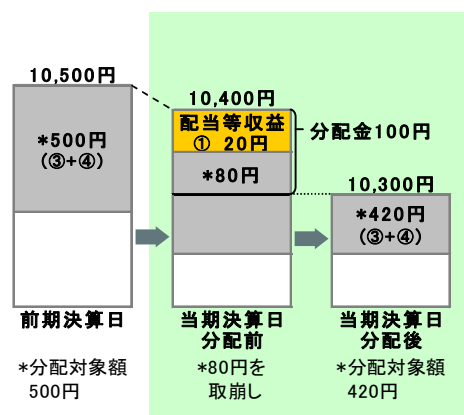 10,500円
*500円
(③+④)
前期決算日
*分配対象額
500円
10,400円
配当等収益
① 20円
*80円
分配金100円
当期決算日
分配前
*80円を
取崩し
10,300円
*420円
(③+④)
当期決算日
分配後
*分配対象額
420円